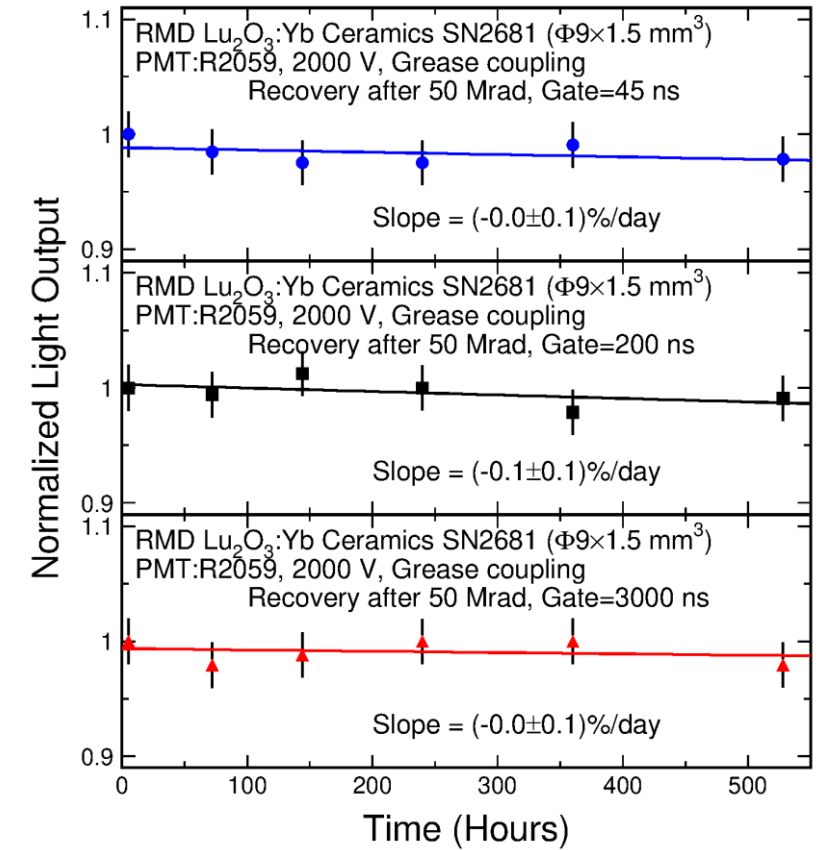 Normalized Light Output
1.1
RMD Lu₂O₃:Yb Ceramics SN2681 (Φ9×1.5 mm³)
PMT:R2059, 2000 V, Grease coupling
Recovery after 50 Mrad, Gate=45 ns
1
Slope = (-0.0±0.1)%/day
0.9
1.1
RMD Lu₂O₃:Yb Ceramics SN2681 (Φ9×1.5 mm³)
PMT:R2059, 2000 V, Grease coupling
Recovery after 50 Mrad, Gate=200 ns
1
Slope = (-0.1±0.1)%/day
0.9
1.1
RMD Lu₂O₃:Yb Ceramics SN2681 (Φ9×1.5 mm³)
PMT:R2059, 2000 V, Grease coupling
Recovery after 50 Mrad, Gate=3000 ns
1
Slope = (-0.0±0.1)%/day
0.9
0 100 200 300 400 500
Time (Hours)